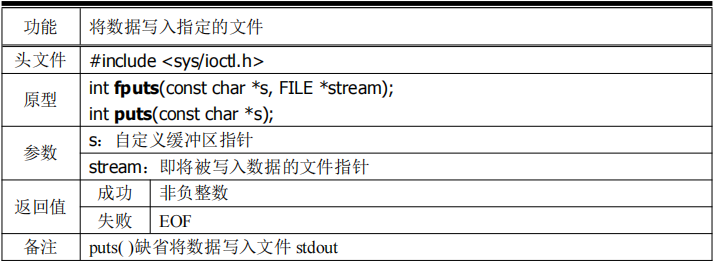 功能 将数据写入指定的文件
头文件 #include <sys/ioctl.h>
原型 int fputs(const char *s, FILE *stream);
int puts(const char *s);
参数 s：自定义缓冲区指针
stream：即将被写入数据的文件指针
返回值 成功 非负整数
失败 EOF
备注 puts( )缺省将数据写入文件 stdout